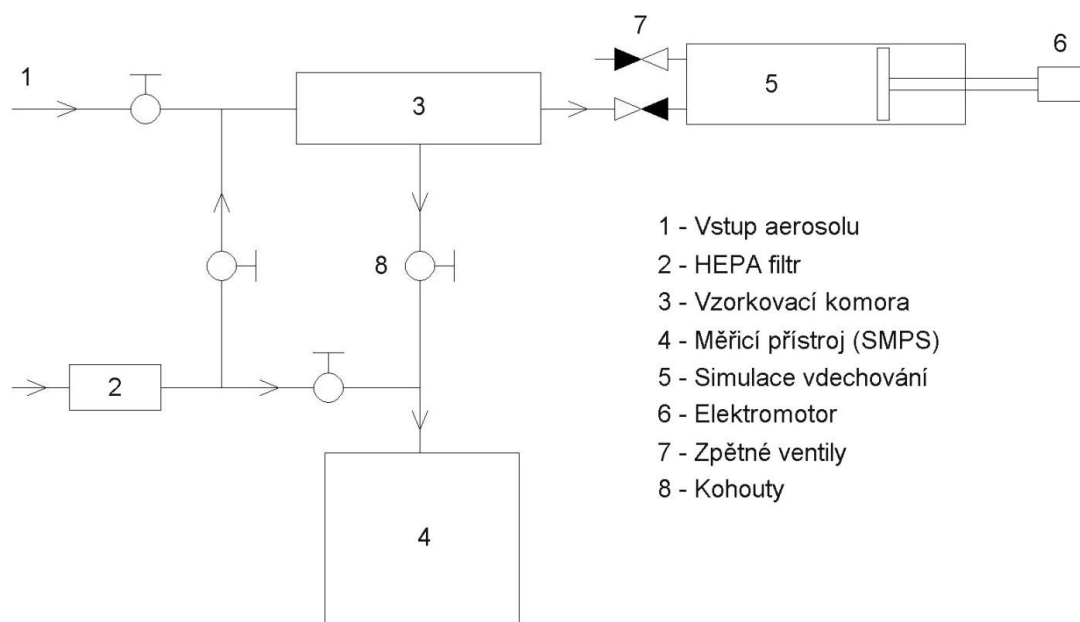 7
6
1
3
5
8
2
4
1 - Vstup aerosolu
2 - HEPA filtr
3 - Vzorkovací komora
4 - Měřicí přístroj (SMPS)
5 - Simulace vdechování
6 - Elektromotor
7 - Zpětné ventily
8 - Kohouty